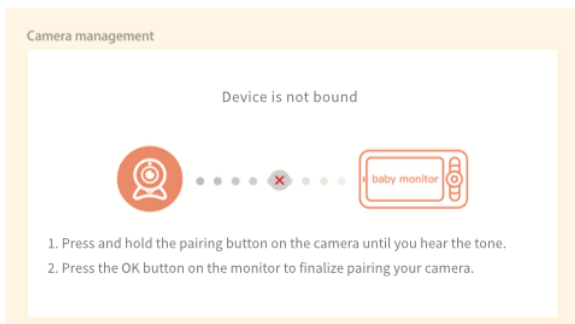 Camera management
Device is not bound
baby monitor
1. Press and hold the pairing button on the camera until you hear the tone.
2. Press the OK button on the monitor to finalize pairing your camera.